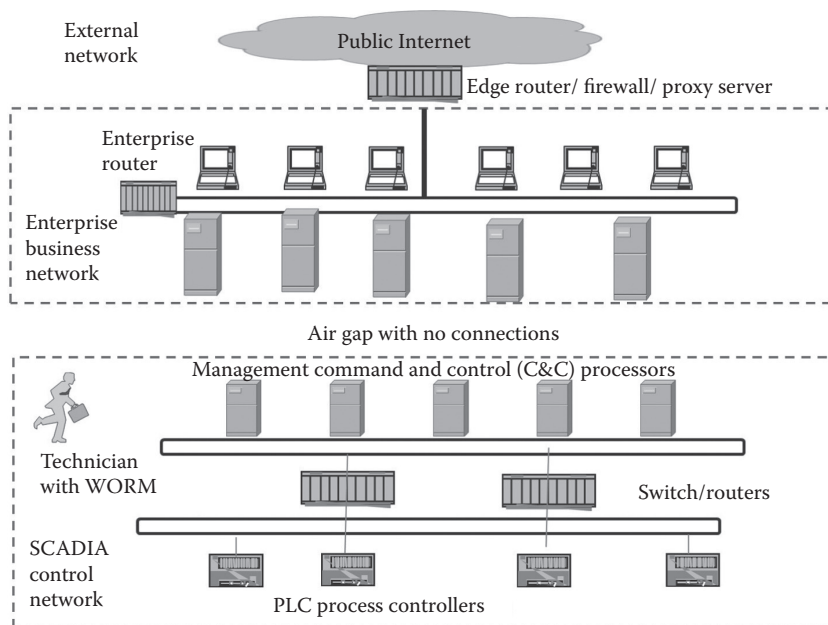 External
network
Public Internet
Edge router/ firewall/ proxy server
Enterprise
router
Enterprise
business
network
Air gap with no connections
Management command and control (C&C) processors
Technician
with WORM
Switch/routers
SCADIA
control
network
PLC process controllers